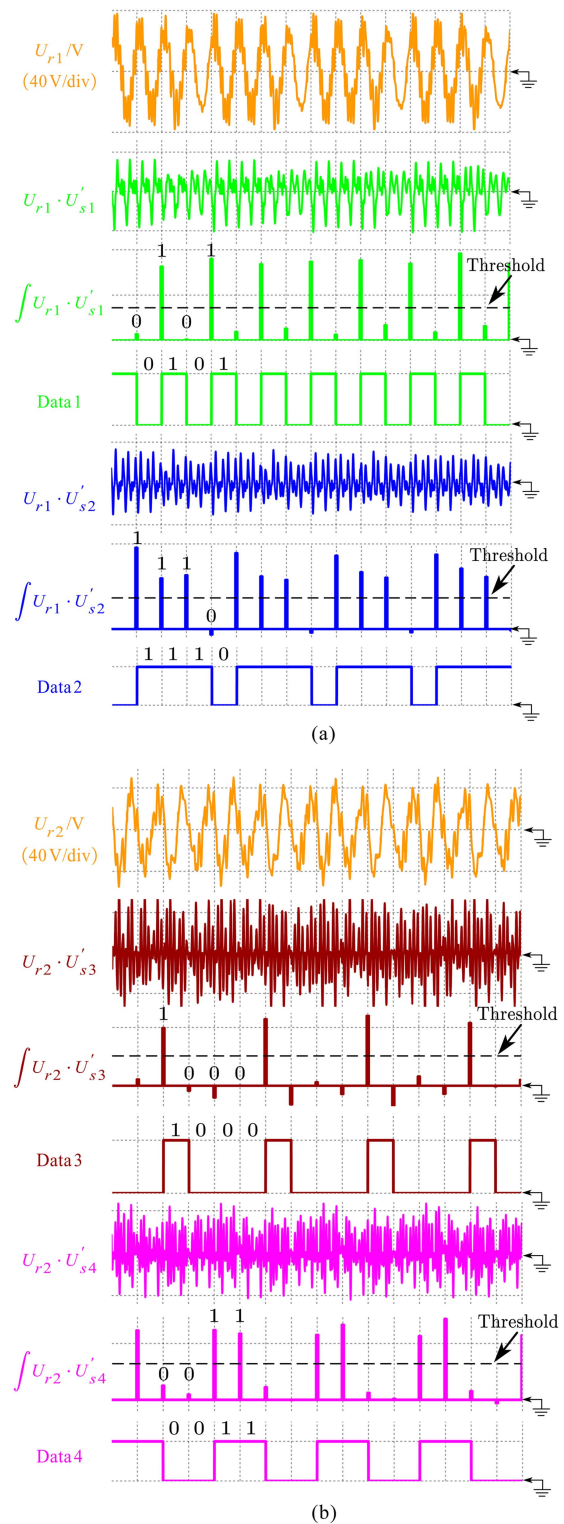 U_{r1}/V
(40 V/div)
U_{r1} · U'_{s1}
1 1
Threshold
∫ U_{r1} · U'_{s1}
0 0
0 1 0 1
Data 1
U_{r1} · U'_{s2}
1
1 1
Threshold
∫ U_{r1} · U'_{s2}
0
1 1 1 0
Data 2
(a)
U_{r2}/V
(40 V/div)
U_{r2} · U'_{s3}
1
Threshold
∫ U_{r2} · U'_{s3}
0 0 0
1 0 0 0
Data 3
U_{r2} · U'_{s4}
1 1
Threshold
∫ U_{r2} · U'_{s4}
0 0
0 0 1 1
Data 4
(b)